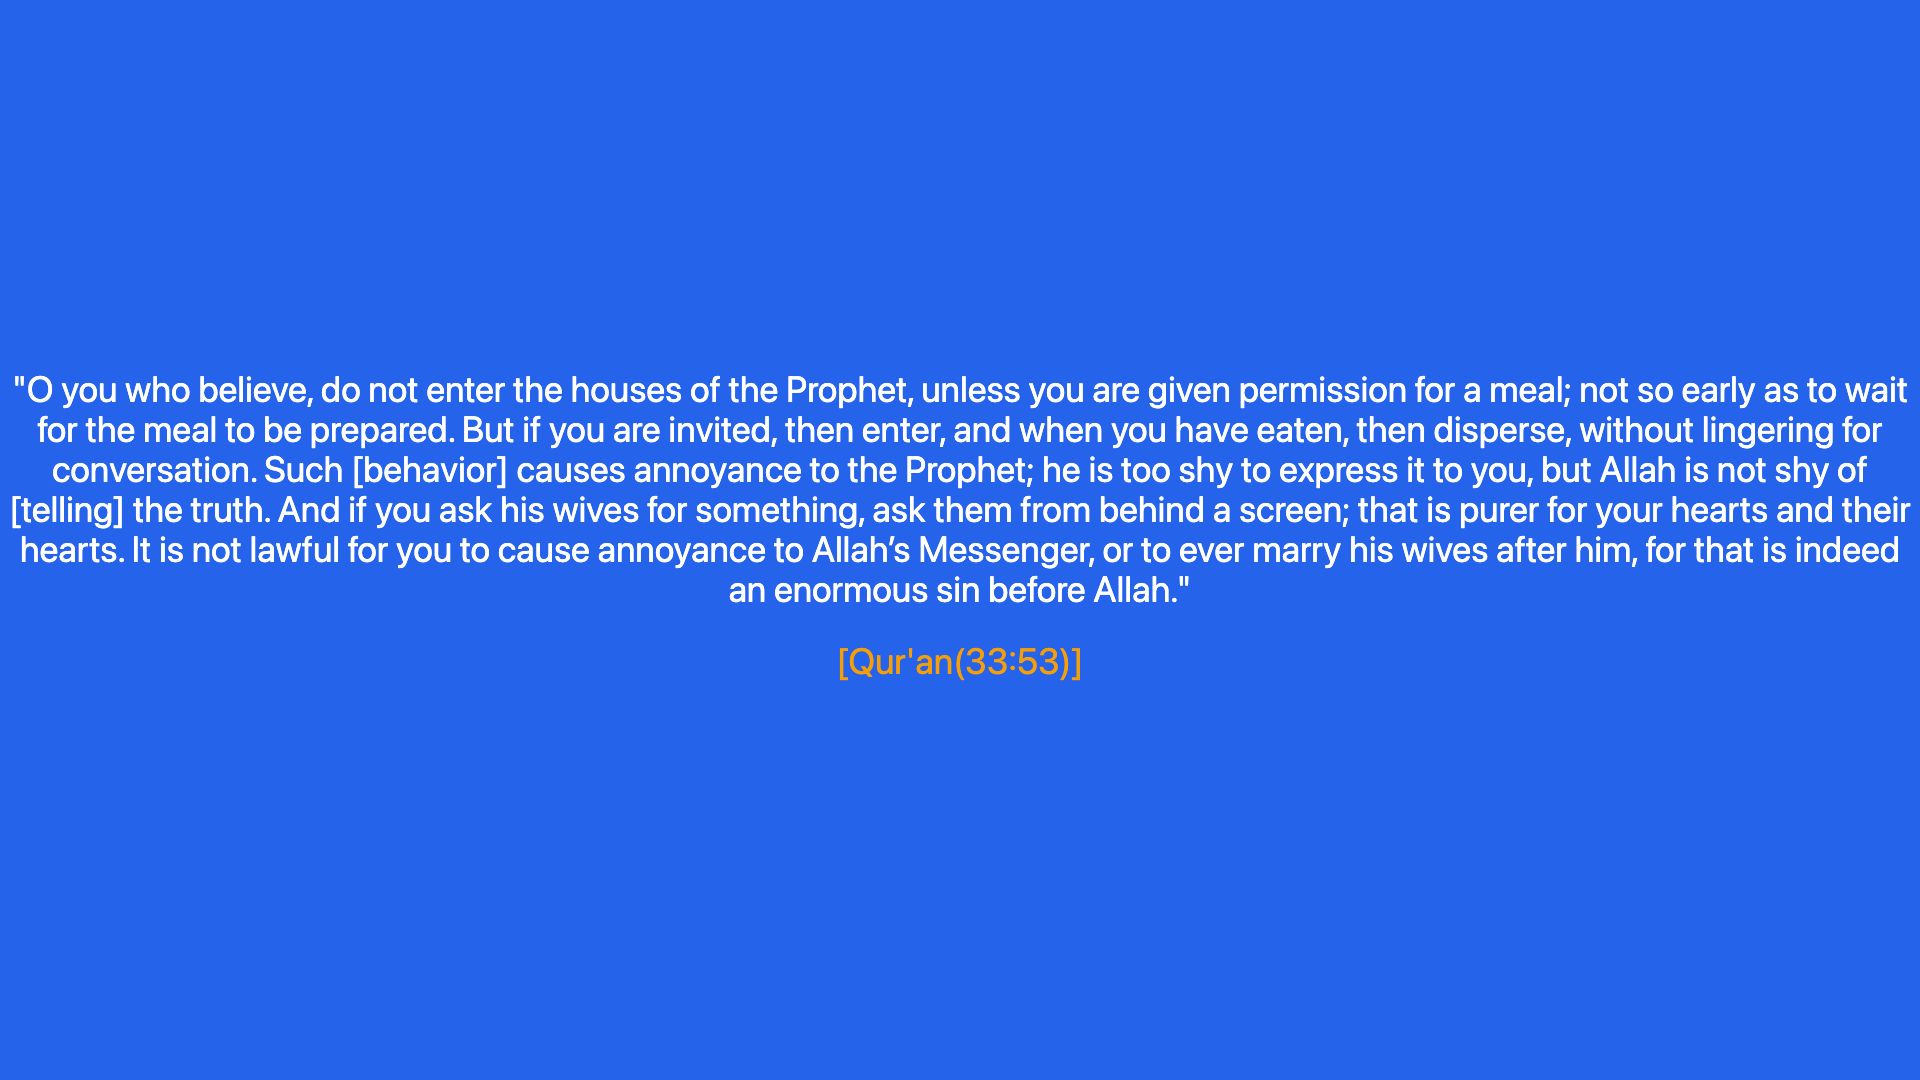 "O you who believe, do not enter the houses of the Prophet, unless you are given permission for a meal; not so early as to wait
for the meal to be prepared. But if you are invited, then enter, and when you have eaten, then disperse, without lingering for
conversation. Such [behavior] causes annoyance to the Prophet; he is too shy to express it to you, but Allah is not shy of
[telling] the truth. And if you ask his wives for something, ask them from behind a screen; that is purer for your hearts and their
hearts. It is not lawful for you to cause annoyance to Allah’s Messenger, or to ever marry his wives after him, for that is indeed
an enormous sin before Allah."
[Qur'an(33:53)]